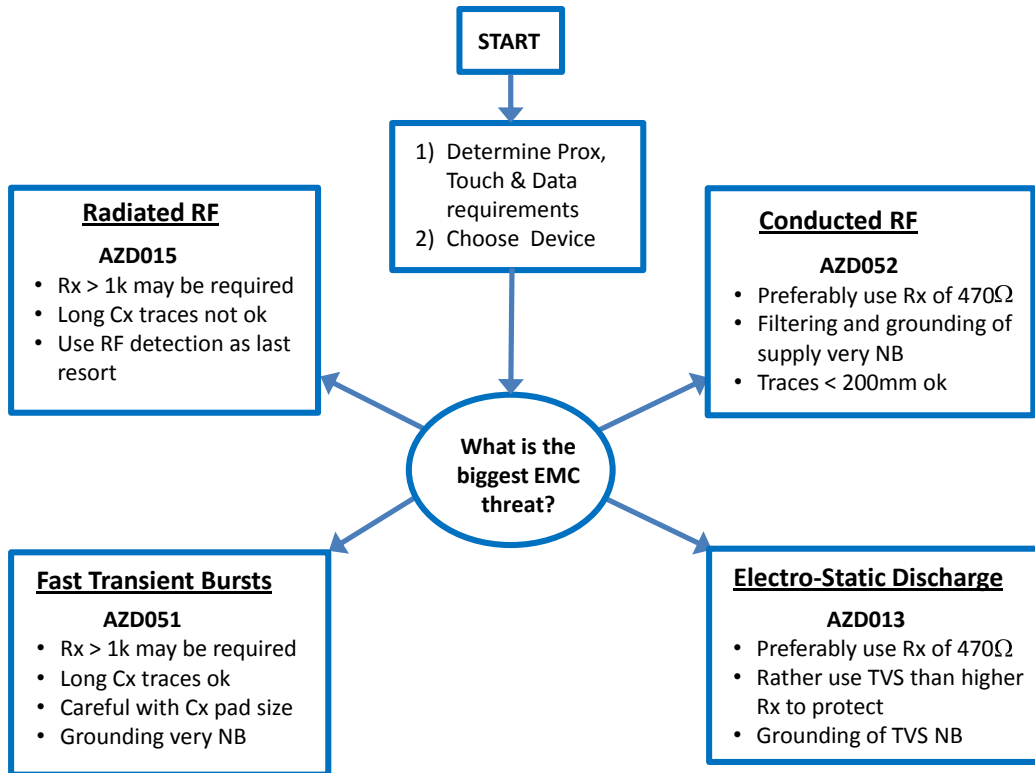 START
1) Determine Prox,
Touch & Data
requirements
2) Choose Device
Radiated RF
AZD015
• Rx > 1k may be required
• Long Cx traces not ok
• Use RF detection as last
resort
Conducted RF
AZD052
• Preferably use Rx of 470Ω
• Filtering and grounding of
supply very NB
• Traces < 200mm ok
What is the
biggest EMC
threat?
Fast Transient Bursts
AZD051
• Rx > 1k may be required
• Long Cx traces ok
• Careful with Cx pad size
• Grounding very NB
Electro-Static Discharge
AZD013
• Preferably use Rx of 470Ω
• Rather use TVS than higher
Rx to protect
• Grounding of TVS NB